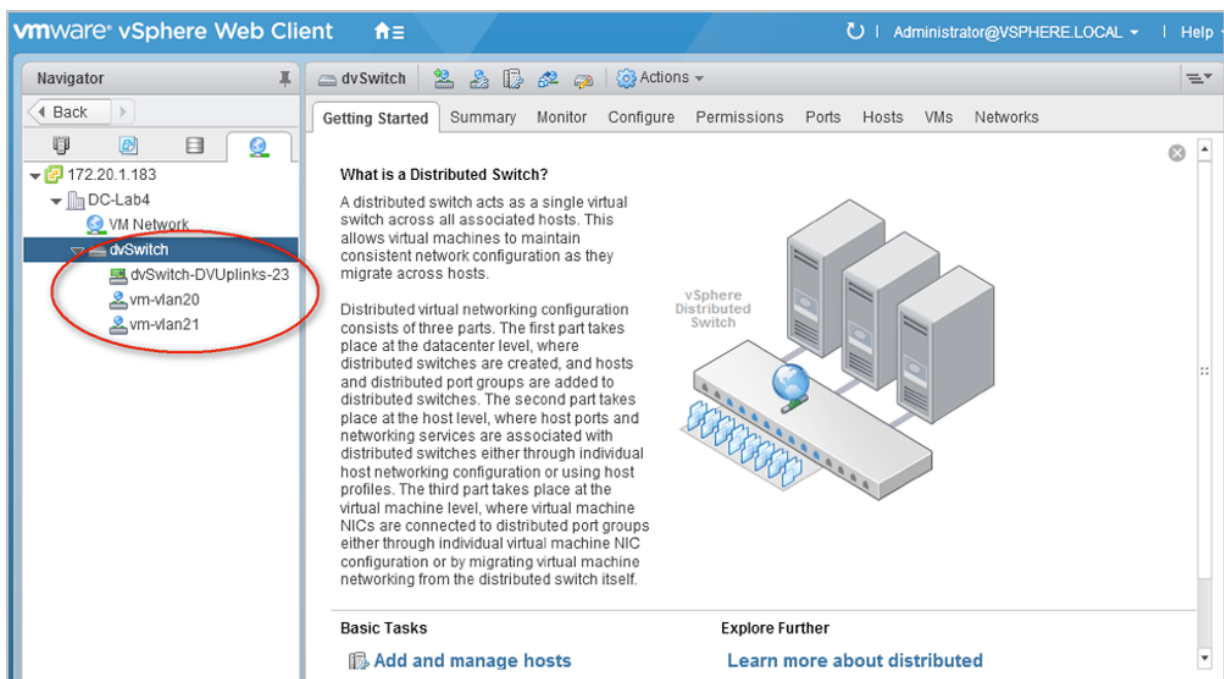 vmware® vSphere Web Client
Administrator@VSPHERE.LOCAL
Help
Navigator
Back
172.20.1.183
DC-Lab4
VM Network
dvSwitch
dvSwitch-DVUplinks-23
vm-vlan20
vm-vlan21
dvSwitch
Actions
Getting Started Summary Monitor Configure Permissions Ports Hosts VMs Networks
What is a Distributed Switch?
A distributed switch acts as a single virtual
switch across all associated hosts. This
allows virtual machines to maintain
consistent network configuration as they
migrate across hosts.
Distributed virtual networking configuration
consists of three parts. The first part takes
place at the datacenter level, where
distributed switches are created, and hosts
and distributed port groups are added to
distributed switches. The second part takes
place at the host level, where host ports and
networking services are associated with
distributed switches either through individual
host networking configuration or using host
profiles. The third part takes place at the
virtual machine level, where virtual machine
NICs are connected to distributed port groups
either through individual virtual machine NIC
configuration or by migrating virtual machine
networking from the distributed switch itself.
vSphere
Distributed
Switch
Basic Tasks
Add and manage hosts
Explore Further
Learn more about distributed